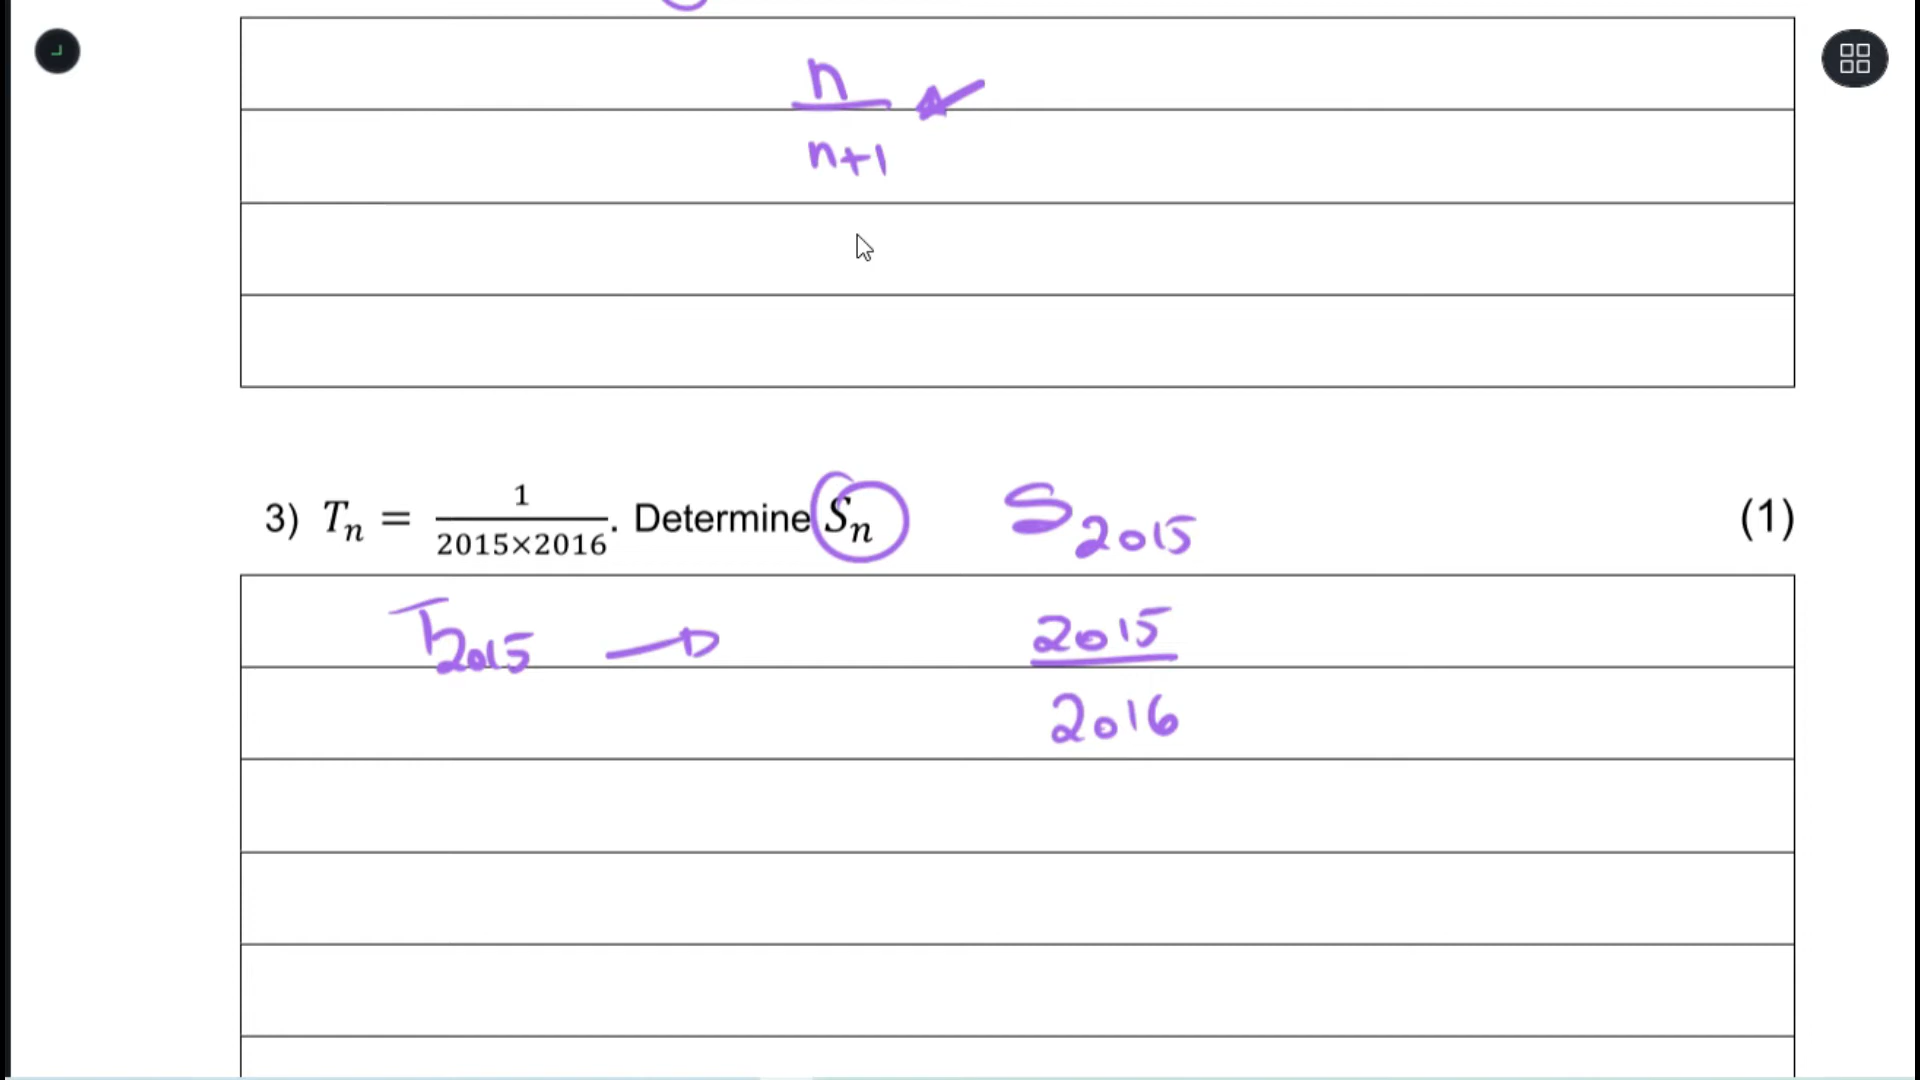 n
n+1
3) Tn = 1/2015×2016. Determine Sn S2015 (1)
T2015 → 2015
2016